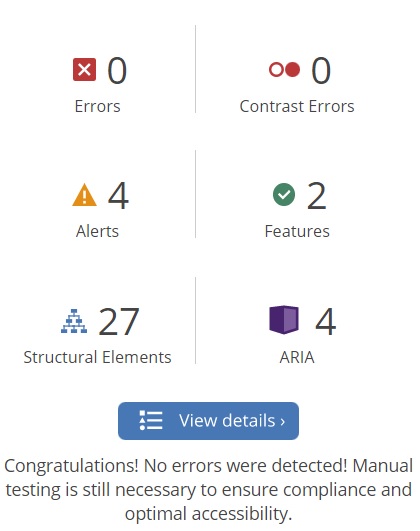 0
Errors
0
Contrast Errors
4
Alerts
2
Features
27
Structural Elements
4
ARIA
View details ›
Congratulations! No errors were detected! Manual
testing is still necessary to ensure compliance and
optimal accessibility.